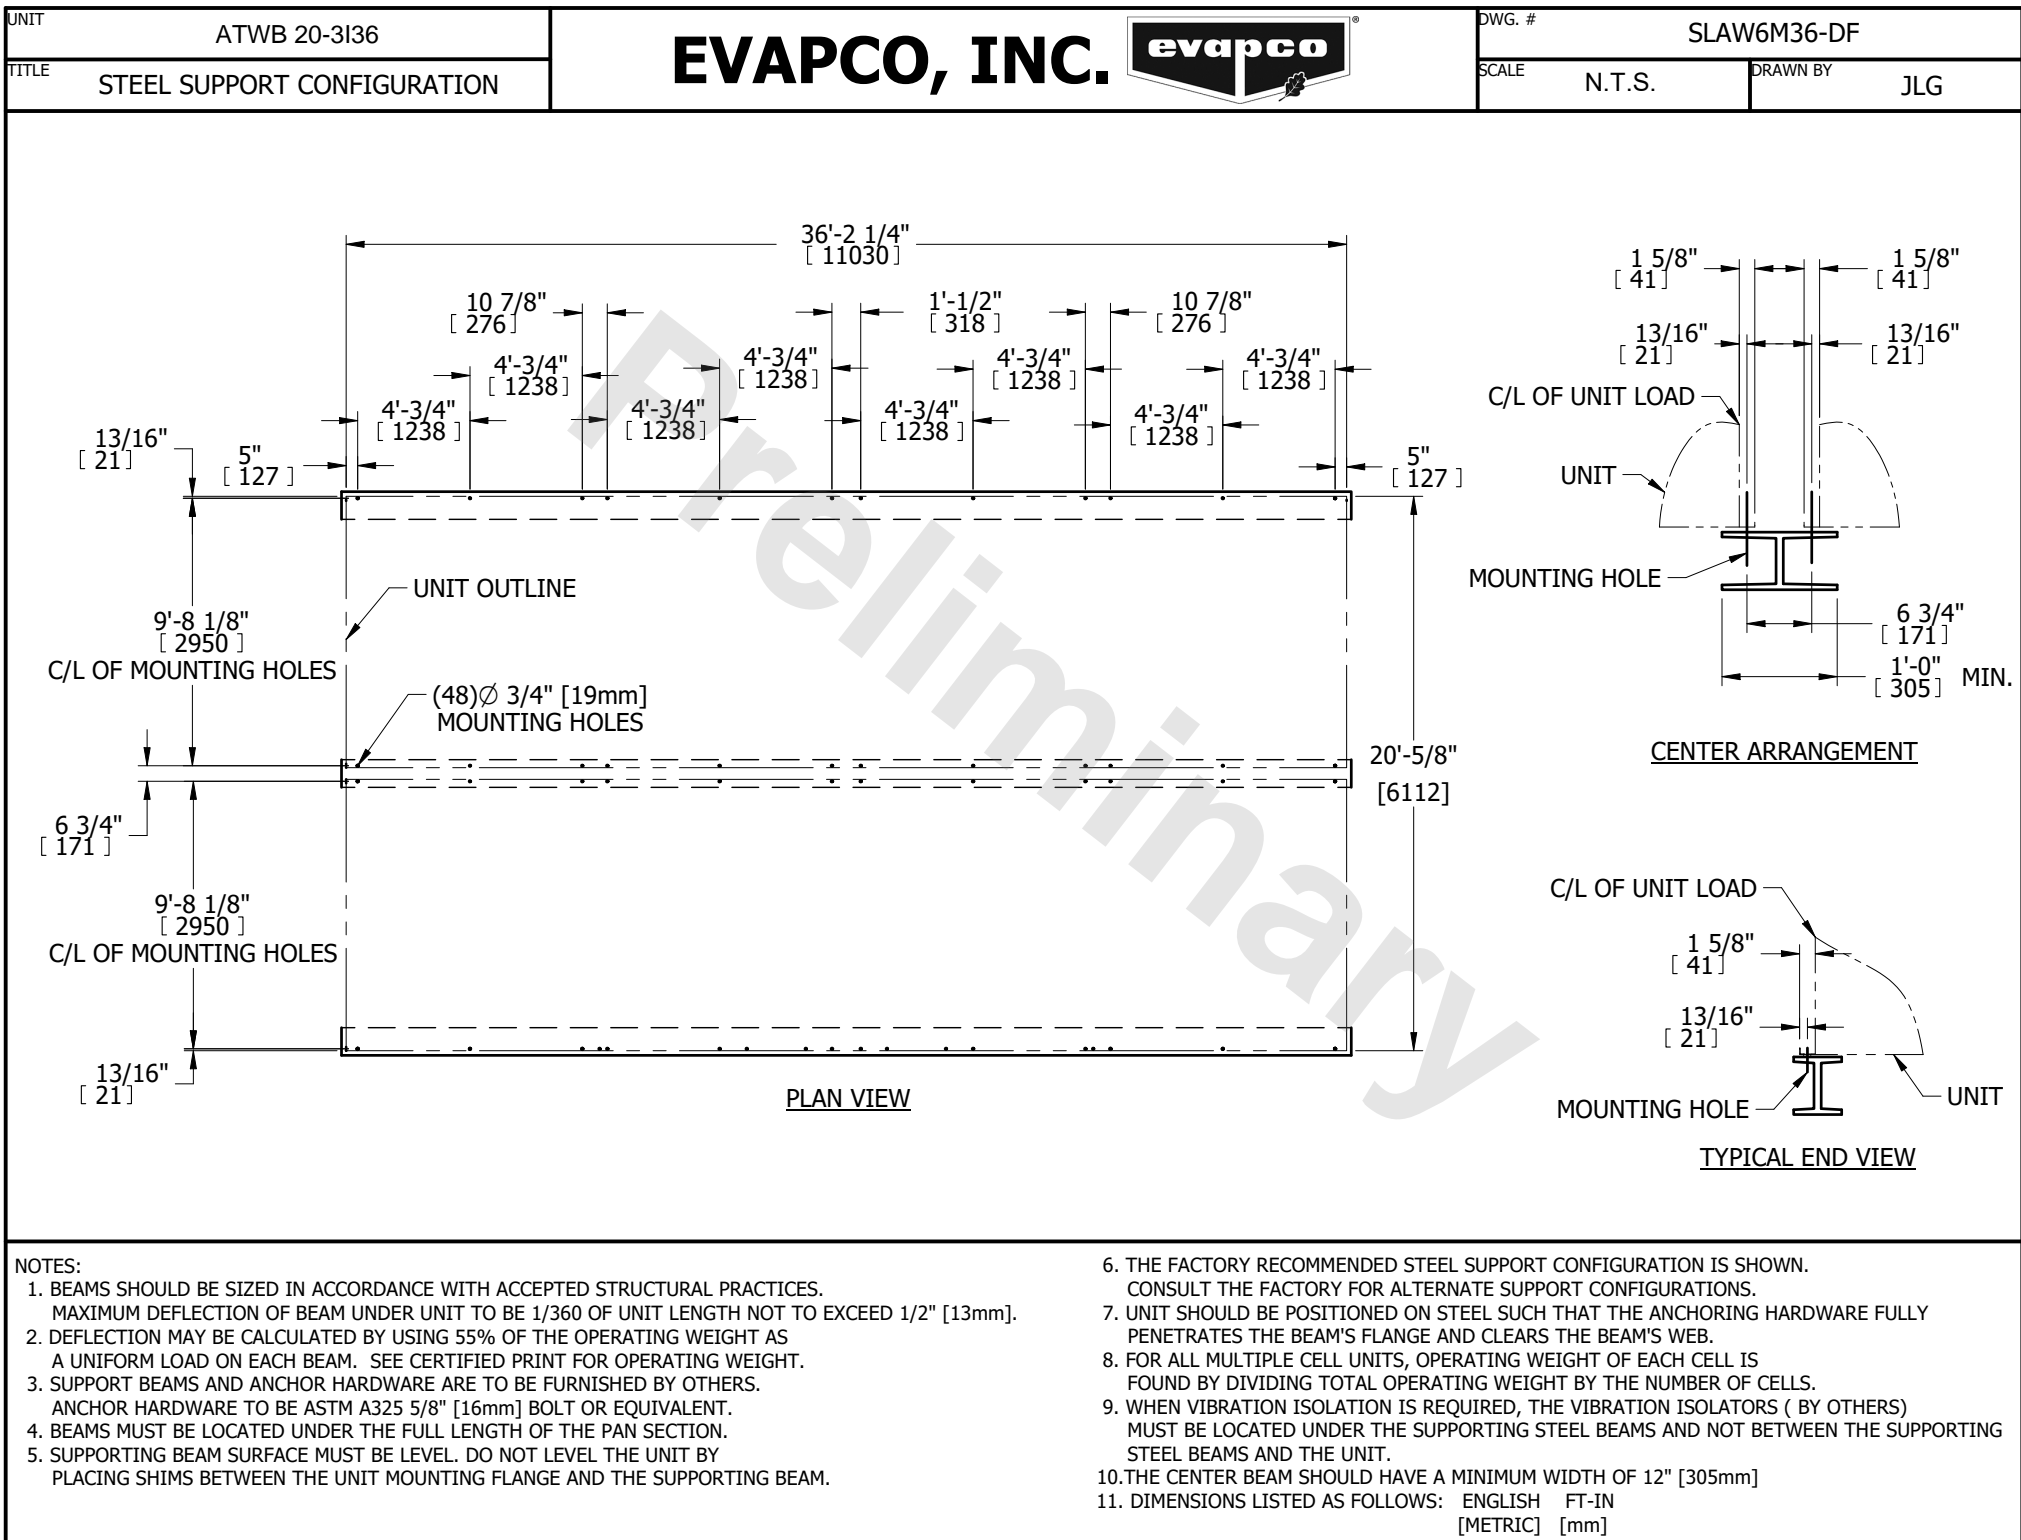 UNIT
ATWB 20-3I36
TITLE
STEEL SUPPORT CONFIGURATION
EVAPCO, INC.
evapco
®
DWG. #
SLAW6M36-DF
SCALE
N.T.S.
DRAWN BY
JLG
36'-2 1/4"
[ 11030 ]
10 7/8"
[ 276 ]
1'-1/2"
[ 318 ]
10 7/8"
[ 276 ]
4'-3/4"
[ 1238 ]
4'-3/4"
[ 1238 ]
4'-3/4"
[ 1238 ]
4'-3/4"
[ 1238 ]
4'-3/4"
[ 1238 ]
4'-3/4"
[ 1238 ]
4'-3/4"
[ 1238 ]
4'-3/4"
[ 1238 ]
13/16"
[ 21 ]
5"
[ 127 ]
5"
[ 127 ]
UNIT OUTLINE
9'-8 1/8"
[ 2950 ]
C/L OF MOUNTING HOLES
(48)Ø 3/4" [19mm]
MOUNTING HOLES
20'-5/8"
[6112]
6 3/4"
[ 171 ]
9'-8 1/8"
[ 2950 ]
C/L OF MOUNTING HOLES
13/16"
[ 21 ]
PLAN VIEW
Preliminary
1 5/8"
[ 41 ]
1 5/8"
[ 41 ]
13/16"
[ 21 ]
13/16"
[ 21 ]
C/L OF UNIT LOAD
UNIT
MOUNTING HOLE
6 3/4"
[ 171 ]
1'-0"
[ 305 ] MIN.
CENTER ARRANGEMENT
C/L OF UNIT LOAD
1 5/8"
[ 41 ]
13/16"
[ 21 ]
MOUNTING HOLE
UNIT
TYPICAL END VIEW
NOTES:
1. BEAMS SHOULD BE SIZED IN ACCORDANCE WITH ACCEPTED STRUCTURAL PRACTICES.
MAXIMUM DEFLECTION OF BEAM UNDER UNIT TO BE 1/360 OF UNIT LENGTH NOT TO EXCEED 1/2" [13mm].
2. DEFLECTION MAY BE CALCULATED BY USING 55% OF THE OPERATING WEIGHT AS
A UNIFORM LOAD ON EACH BEAM. SEE CERTIFIED PRINT FOR OPERATING WEIGHT.
3. SUPPORT BEAMS AND ANCHOR HARDWARE ARE TO BE FURNISHED BY OTHERS.
ANCHOR HARDWARE TO BE ASTM A325 5/8" [16mm] BOLT OR EQUIVALENT.
4. BEAMS MUST BE LOCATED UNDER THE FULL LENGTH OF THE PAN SECTION.
5. SUPPORTING BEAM SURFACE MUST BE LEVEL. DO NOT LEVEL THE UNIT BY
PLACING SHIMS BETWEEN THE UNIT MOUNTING FLANGE AND THE SUPPORTING BEAM.
6. THE FACTORY RECOMMENDED STEEL SUPPORT CONFIGURATION IS SHOWN.
CONSULT THE FACTORY FOR ALTERNATE SUPPORT CONFIGURATIONS.
7. UNIT SHOULD BE POSITIONED ON STEEL SUCH THAT THE ANCHORING HARDWARE FULLY
PENETRATES THE BEAM'S FLANGE AND CLEARS THE BEAM'S WEB.
8. FOR ALL MULTIPLE CELL UNITS, OPERATING WEIGHT OF EACH CELL IS
FOUND BY DIVIDING TOTAL OPERATING WEIGHT BY THE NUMBER OF CELLS.
9. WHEN VIBRATION ISOLATION IS REQUIRED, THE VIBRATION ISOLATORS ( BY OTHERS)
MUST BE LOCATED UNDER THE SUPPORTING STEEL BEAMS AND NOT BETWEEN THE SUPPORTING
STEEL BEAMS AND THE UNIT.
10.THE CENTER BEAM SHOULD HAVE A MINIMUM WIDTH OF 12" [305mm]
11. DIMENSIONS LISTED AS FOLLOWS: ENGLISH FT-IN
[METRIC] [mm]